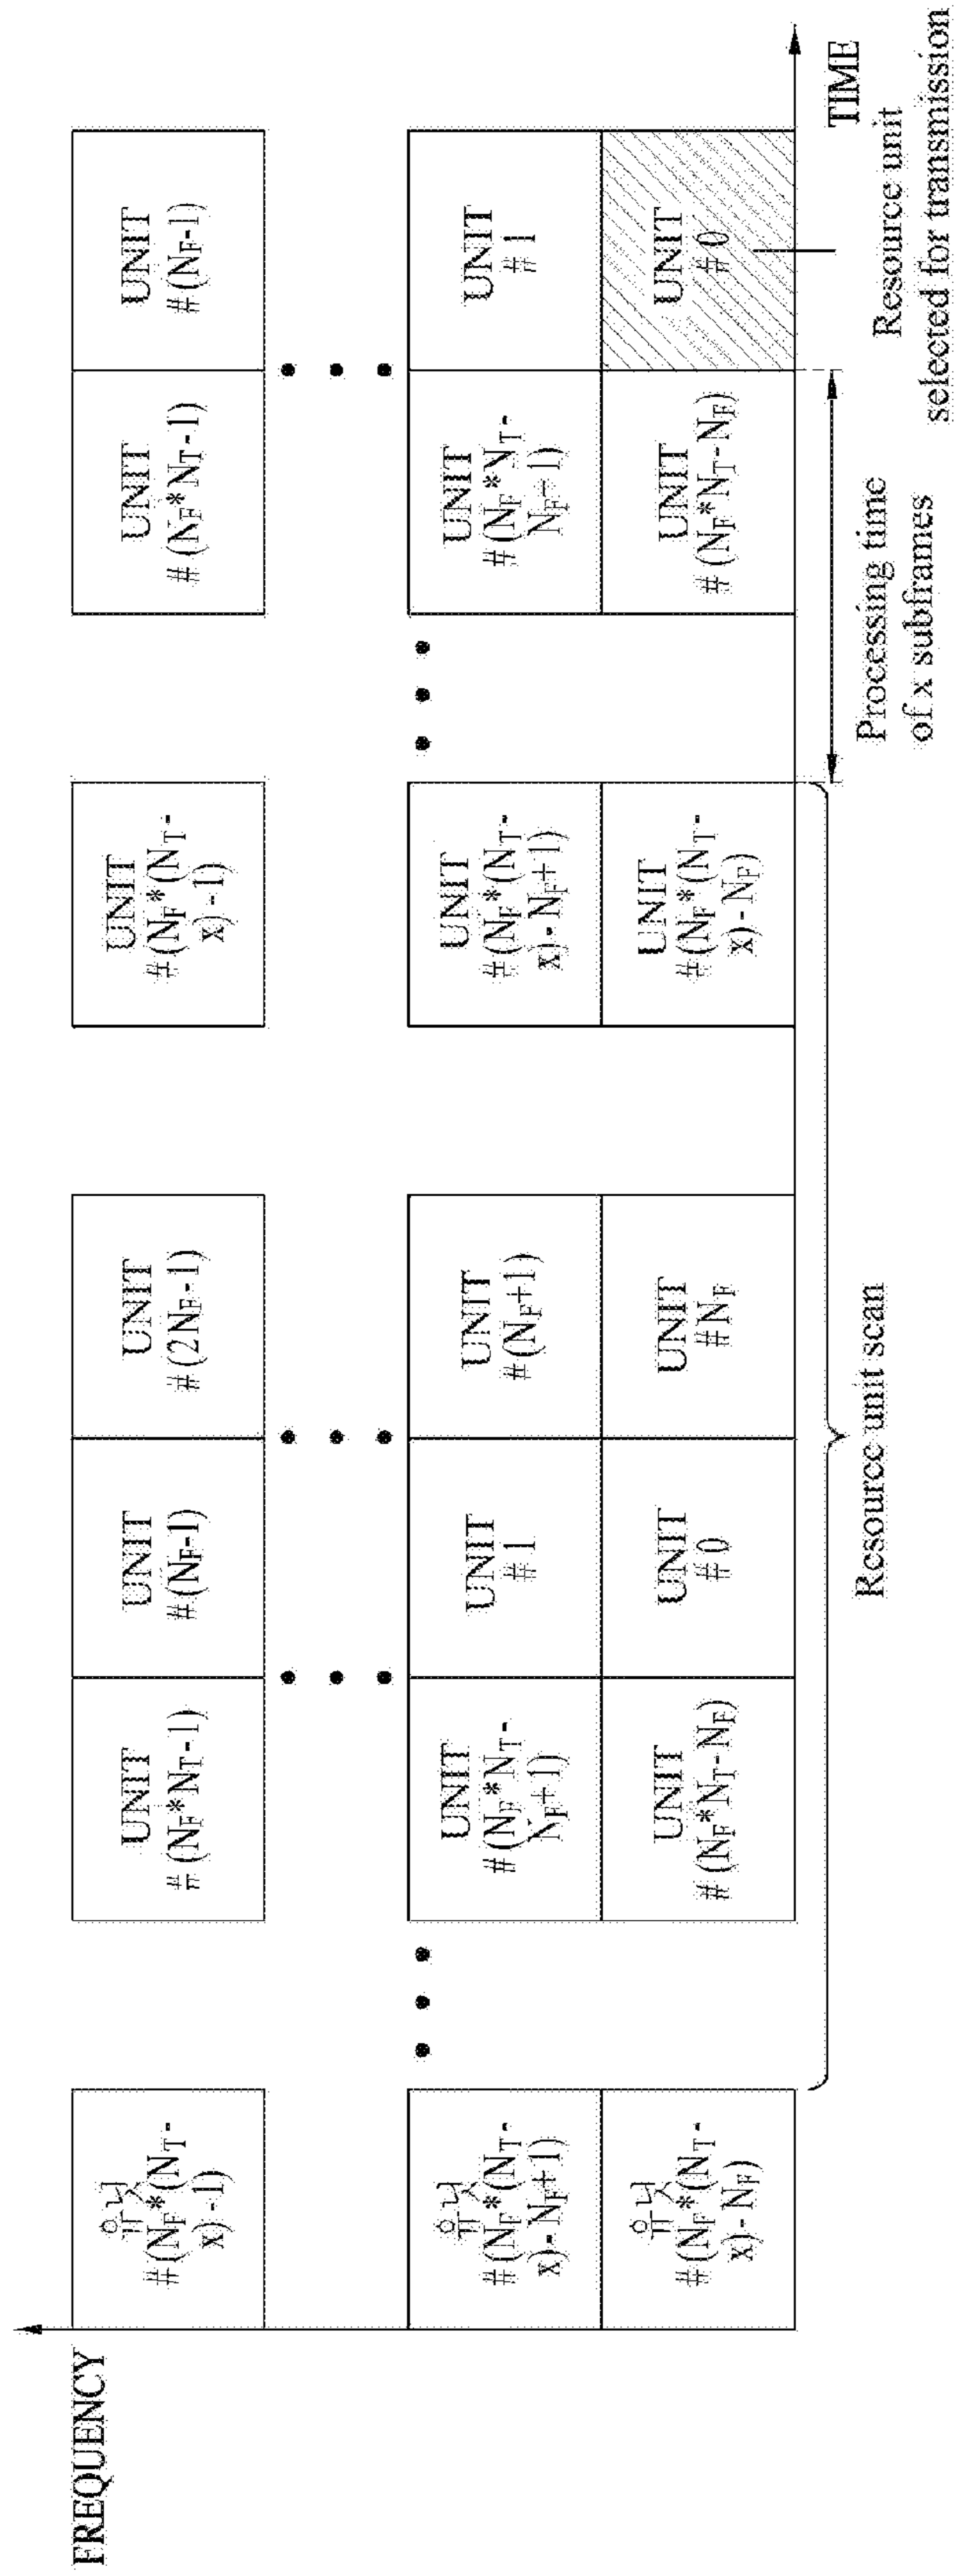 FREQUENCY
유닛
#(NF*(NT-
x) -1)
유닛
#(NF*(NT-
x)- NF+1)
유닛
#(NF*(NT-
x)- NF)
UNIT
#(NF*NT-1)
UNIT
#(NF*NT-
NF+1)
UNIT
#(NF*NT-NF)
UNIT
#(NF-1)
UNIT
#1
UNIT
#0
UNIT
#(2NF-1)
UNIT
#(NF+1)
UNIT
#NF
UNIT
#(NF*(NT-
x) -1)
UNIT
#(NF*(NT-
x)- NF+1)
UNIT
#(NF*(NT-
x)- NF)
UNIT
#(NF*NT-1)
UNIT
#(NF*NT-
NF+1)
UNIT
#(NF*NT-NF)
UNIT
#(NF-1)
UNIT
#1
UNIT
#0
TIME
Resource unit scan
Processing time
of x subframes
Resource unit
selected for transmission